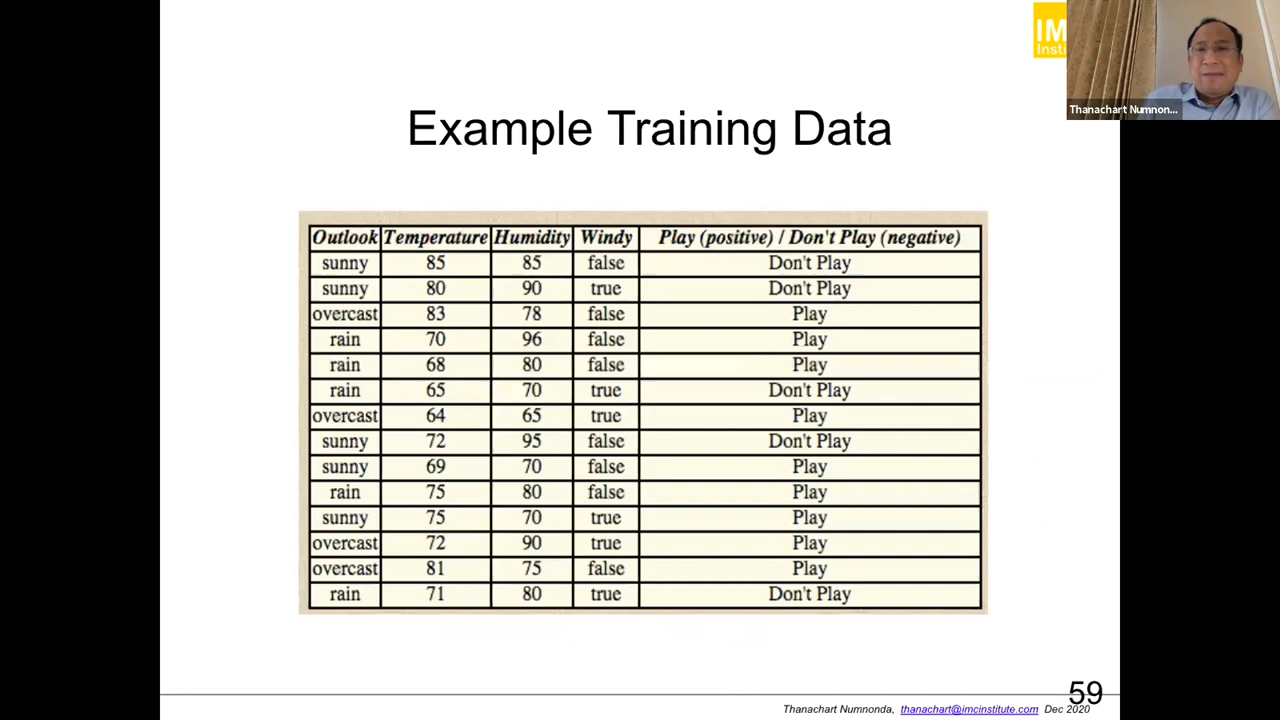 IM
Insti
Thanachart Numnon...
Example Training Data
Outlook Temperature Humidity Windy Play (positive) / Don't Play (negative)
sunny 85 85 false Don't Play
sunny 80 90 true Don't Play
overcast 83 78 false Play
rain 70 96 false Play
rain 68 80 false Play
rain 65 70 true Don't Play
overcast 64 65 true Play
sunny 72 95 false Don't Play
sunny 69 70 false Play
rain 75 80 false Play
sunny 75 70 true Play
overcast 72 90 true Play
overcast 81 75 false Play
rain 71 80 true Don't Play
59
Thanachart Numnonda, thanachart@imcinstitute.com Dec 2020